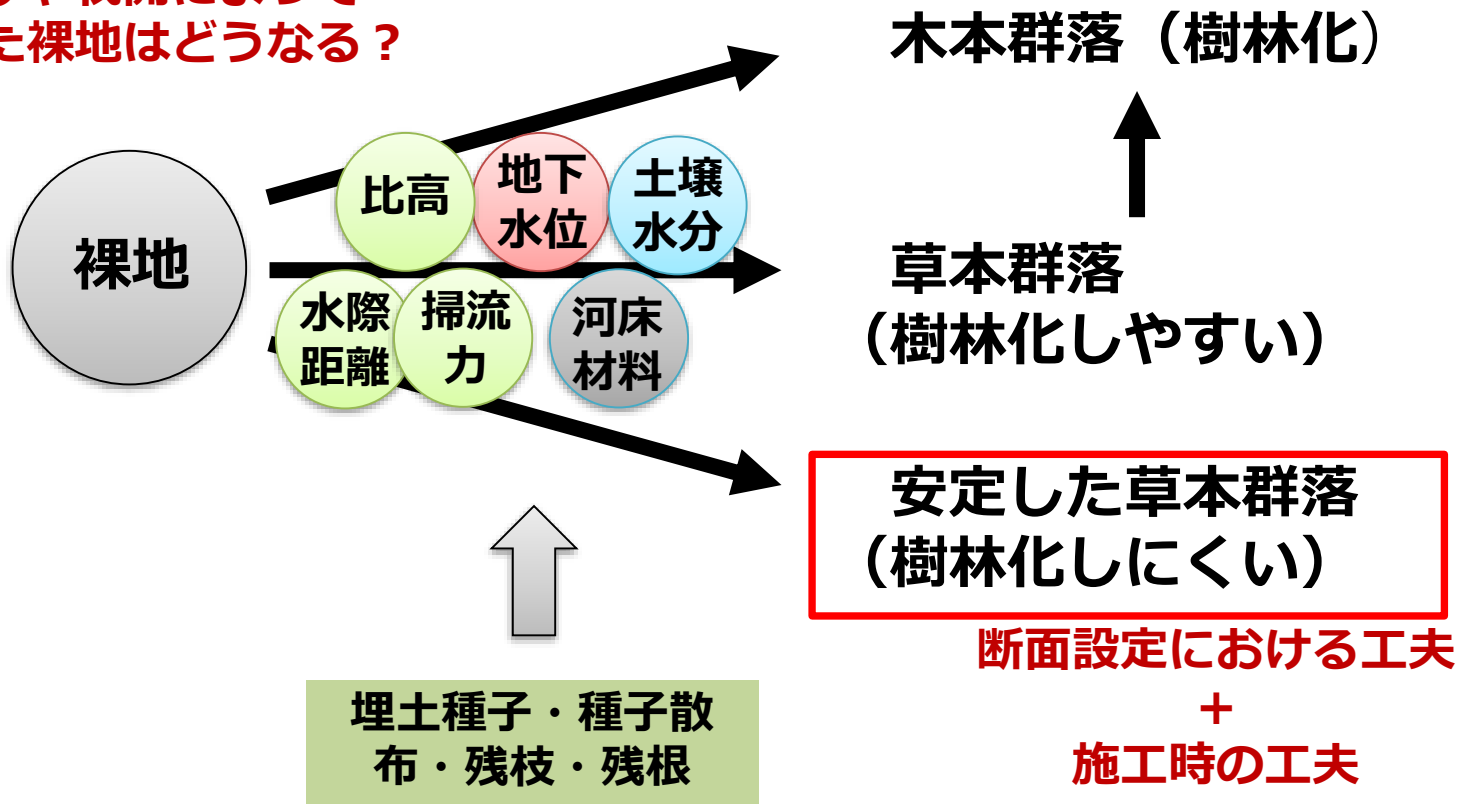 た裸地はどうなる？
木本群落（樹林化）
裸地
比高
地下
水位
土壌
水分
水際
距離
掃流
力
河床
材料
草本群落
（樹林化しやすい）
安定した草本群落
（樹林化しにくい）
断面設定における工夫
＋
施工時の工夫
埋土種子・種子散
布・残枝・残根